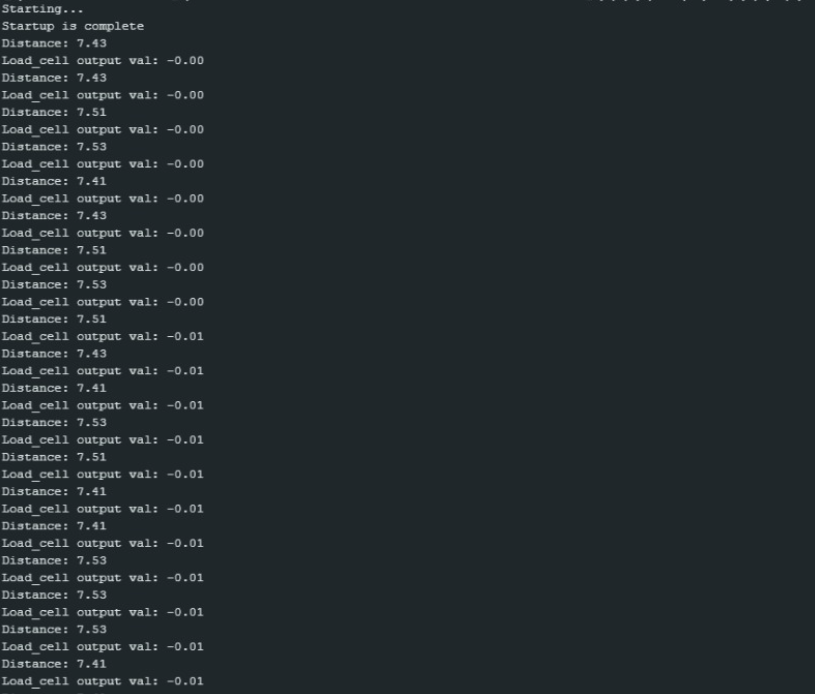 Starting...
Startup is complete
Distance: 7.43
Load_cell output val: -0.00
Distance: 7.43
Load_cell output val: -0.00
Distance: 7.51
Load_cell output val: -0.00
Distance: 7.53
Load_cell output val: -0.00
Distance: 7.41
Load_cell output val: -0.00
Distance: 7.43
Load_cell output val: -0.00
Distance: 7.51
Load_cell output val: -0.00
Distance: 7.53
Load_cell output val: -0.00
Distance: 7.51
Load_cell output val: -0.01
Distance: 7.43
Load_cell output val: -0.01
Distance: 7.41
Load_cell output val: -0.01
Distance: 7.53
Load_cell output val: -0.01
Distance: 7.51
Load_cell output val: -0.01
Distance: 7.41
Load_cell output val: -0.01
Distance: 7.41
Load_cell output val: -0.01
Distance: 7.53
Load_cell output val: -0.01
Distance: 7.53
Load_cell output val: -0.01
Distance: 7.53
Load_cell output val: -0.01
Distance: 7.41
Load_cell output val: -0.01